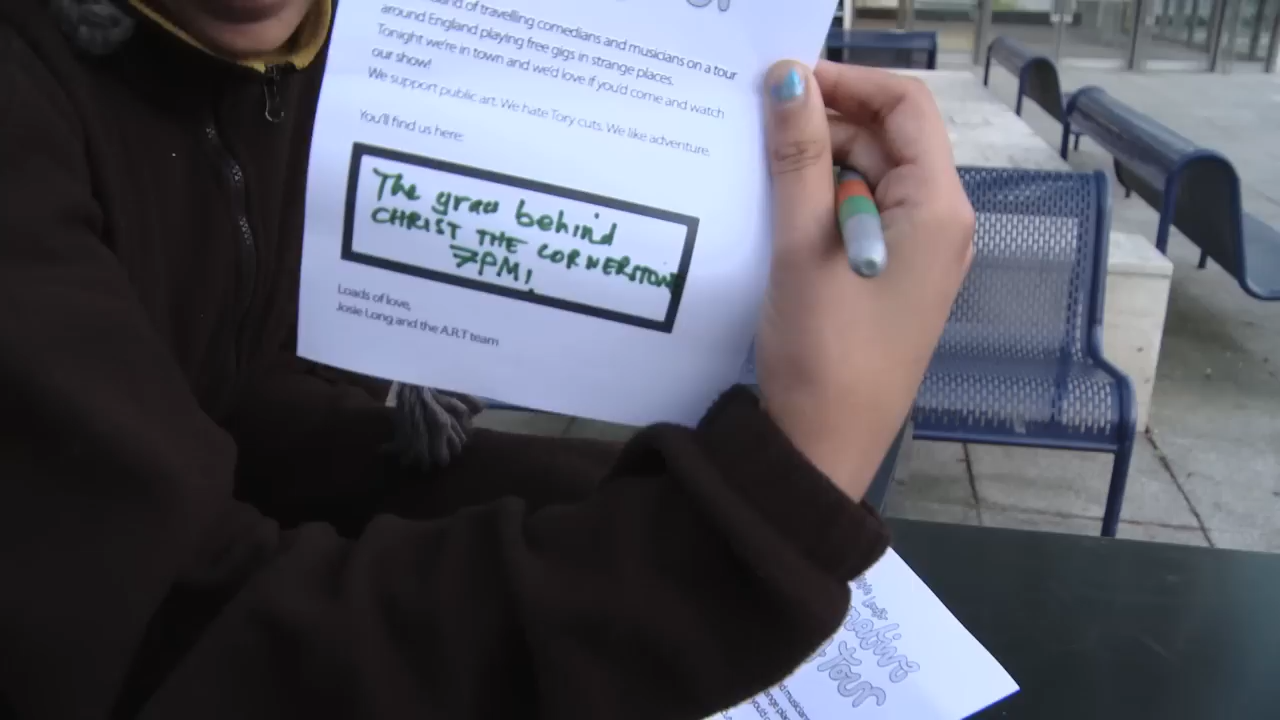 of travelling comedians and musicians on a tour
around England playing free gigs in strange places.
Tonight we're in town and we'd love if you'd come and watch
our show!
We support public art. We hate Tory cuts. We like adventure.
You'll find us here:
The grass behind
CHRIST THE CORNERSTONE
7PM!
Loads of love,
Josie Long and the A.R.T team
Tour